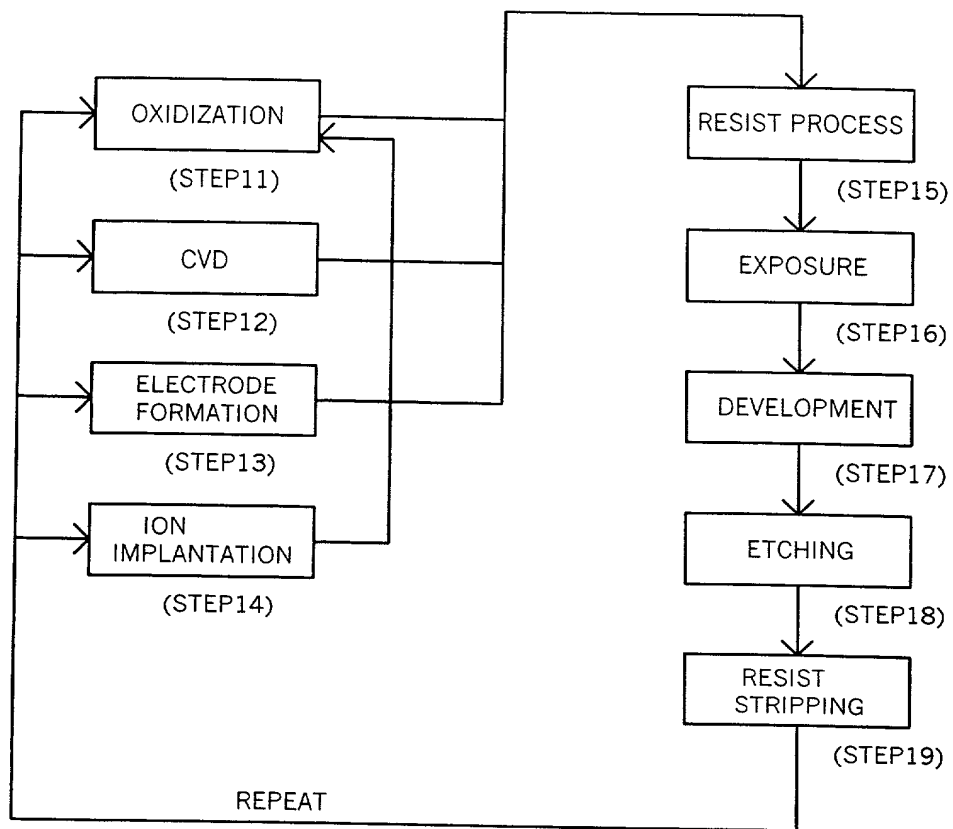 OXIDIZATION
(STEP11)
CVD
(STEP12)
ELECTRODE
FORMATION
(STEP13)
ION
IMPLANTATION
(STEP14)
RESIST PROCESS
(STEP15)
EXPOSURE
(STEP16)
DEVELOPMENT
(STEP17)
ETCHING
(STEP18)
RESIST
STRIPPING
(STEP19)
REPEAT